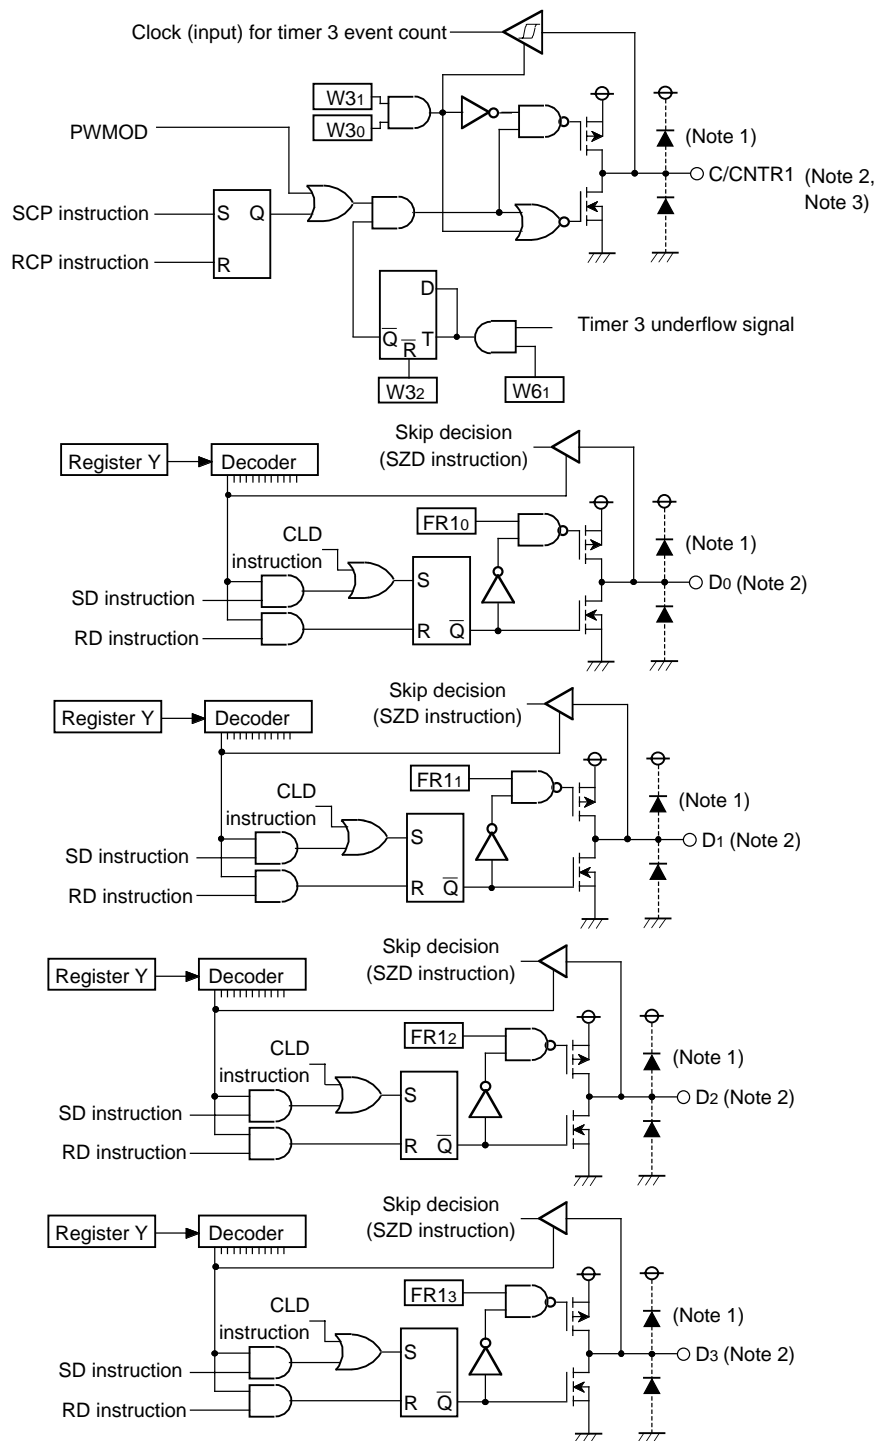 Clock (input) for timer 3 event count
W31
W30
PWMOD
(Note 1)
C/CNTR1
(Note 2,
Note 3)
SCP instruction
S
Q
RCP instruction
R
D
Q
R
T
Timer 3 underflow signal
W32
W61
Skip decision
(SZD instruction)
Register Y
Decoder
FR10
CLD
instruction
(Note 1)
S
D0 (Note 2)
SD instruction
RD instruction
R
Q
Skip decision
(SZD instruction)
Register Y
Decoder
FR11
CLD
instruction
(Note 1)
S
D1 (Note 2)
SD instruction
RD instruction
R
Q
Skip decision
(SZD instruction)
Register Y
Decoder
FR12
CLD
instruction
(Note 1)
S
D2 (Note 2)
SD instruction
RD instruction
R
Q
Skip decision
(SZD instruction)
Register Y
Decoder
FR13
CLD
instruction
(Note 1)
S
D3 (Note 2)
SD instruction
RD instruction
R
Q